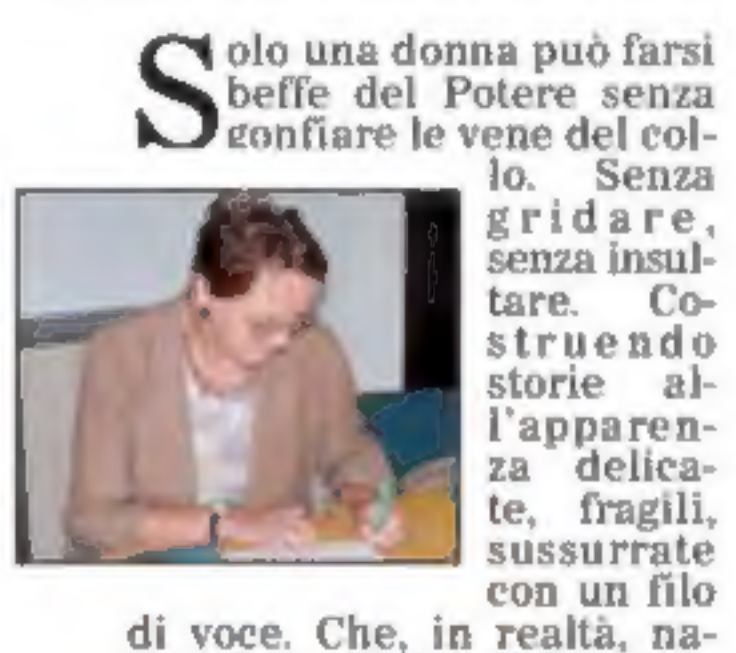 Solo una donna può farsi
beffe del Potere senza
gonfiare le vene del col-
lo. Senza
gridare,
senza insul-
tare. Co-
struendo
storie al-
l'apparen-
za delica-
te, fragili,
sussurrate
con un filo
di voce. Che, in realtà, na-